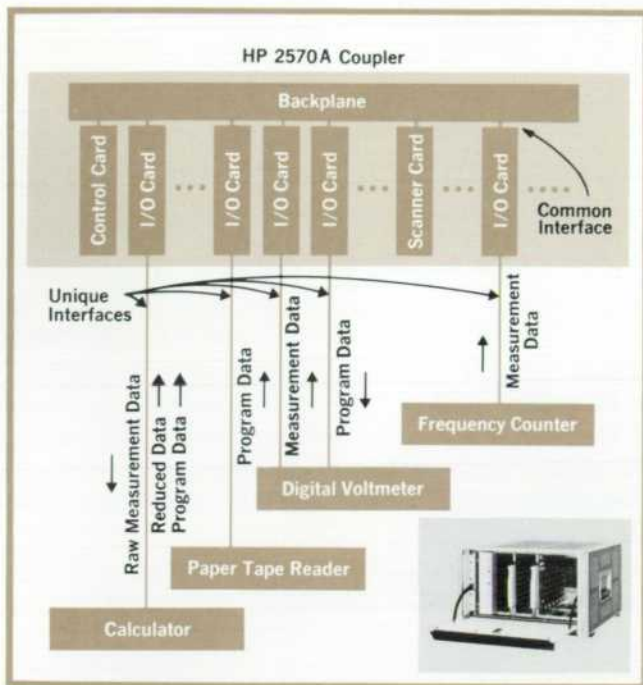 HP 2570A Coupler
Backplane
Control Card
I/O Card
I/O Card
I/O Card
I/O Card
Scanner Card
I/O Card
Common
Interface
Unique
Interfaces
Raw Measurement Data
Reduced Data
Program Data
Program Data
Measurement Data
Program Data
Measurement
Data
Frequency Counter
Digital Voltmeter
Paper Tape Reader
Calculator